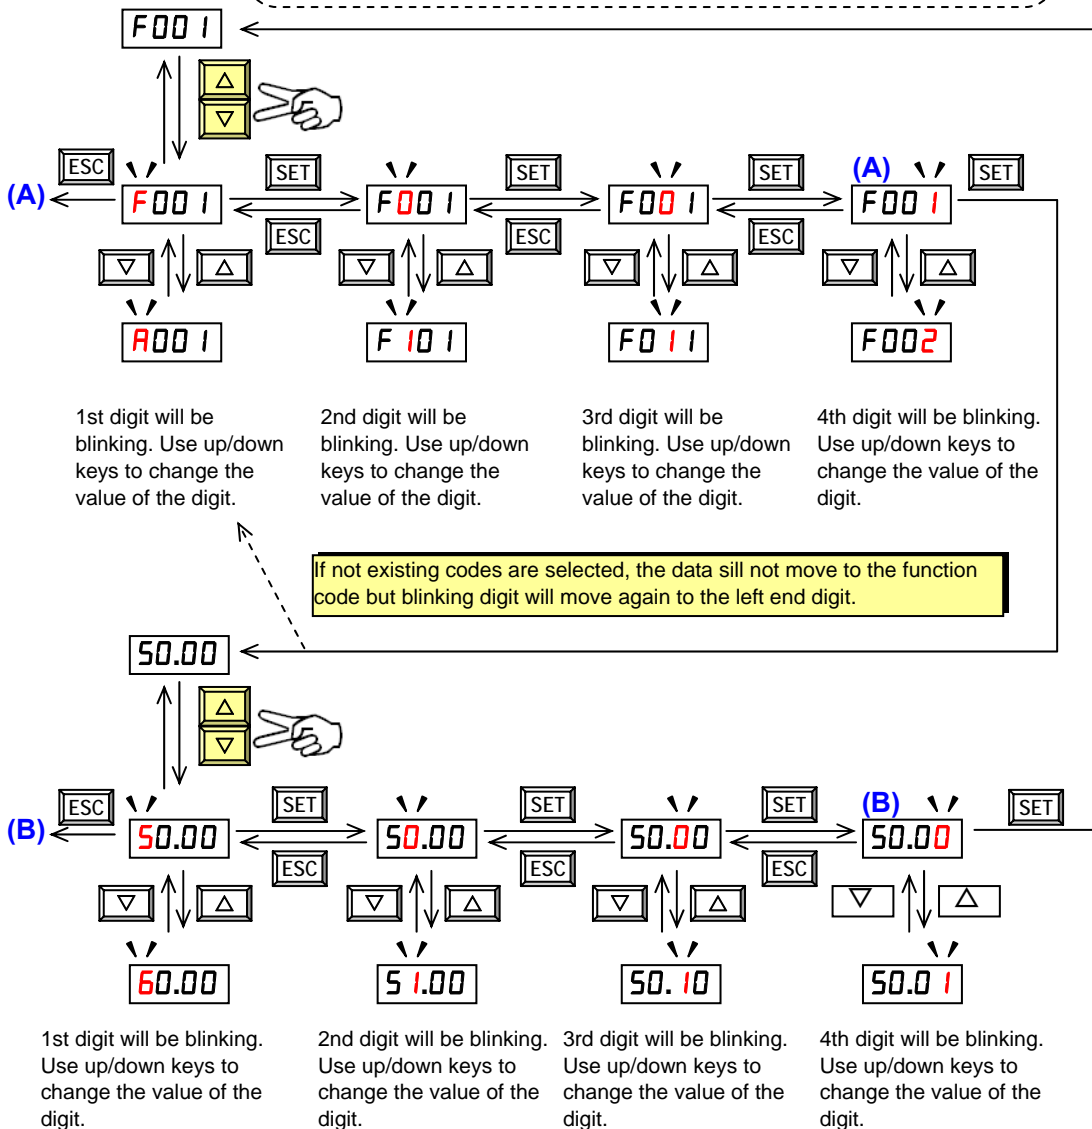 F001
△
▽
ESC
SET
SET
SET
(A)
SET
(A)
F001
F001
F001
F001
ESC
ESC
ESC
▽ △
▽ △
▽ △
▽ △
A001
F101
F011
F002
1st digit will be
blinking. Use up/down
keys to change the
value of the digit.
2nd digit will be
blinking. Use up/down
keys to change the
value of the digit.
3rd digit will be
blinking. Use up/down
keys to change the
value of the digit.
4th digit will be blinking.
Use up/down keys to
change the value of the
digit.
If not existing codes are selected, the data sill not move to the function
code but blinking digit will move again to the left end digit.
50.00
△
▽
ESC
SET
SET
SET
(B)
SET
(B)
50.00
50.00
50.00
50.00
ESC
ESC
ESC
▽ △
▽ △
▽ △
▽ △
60.00
51.00
50.10
50.01
1st digit will be blinking.
Use up/down keys to
change the value of the
digit.
2nd digit will be blinking.
Use up/down keys to
change the value of the
digit.
3rd digit will be blinking.
Use up/down keys to
change the value of the
digit.
4th digit will be blinking.
Use up/down keys to
change the value of the
digit.